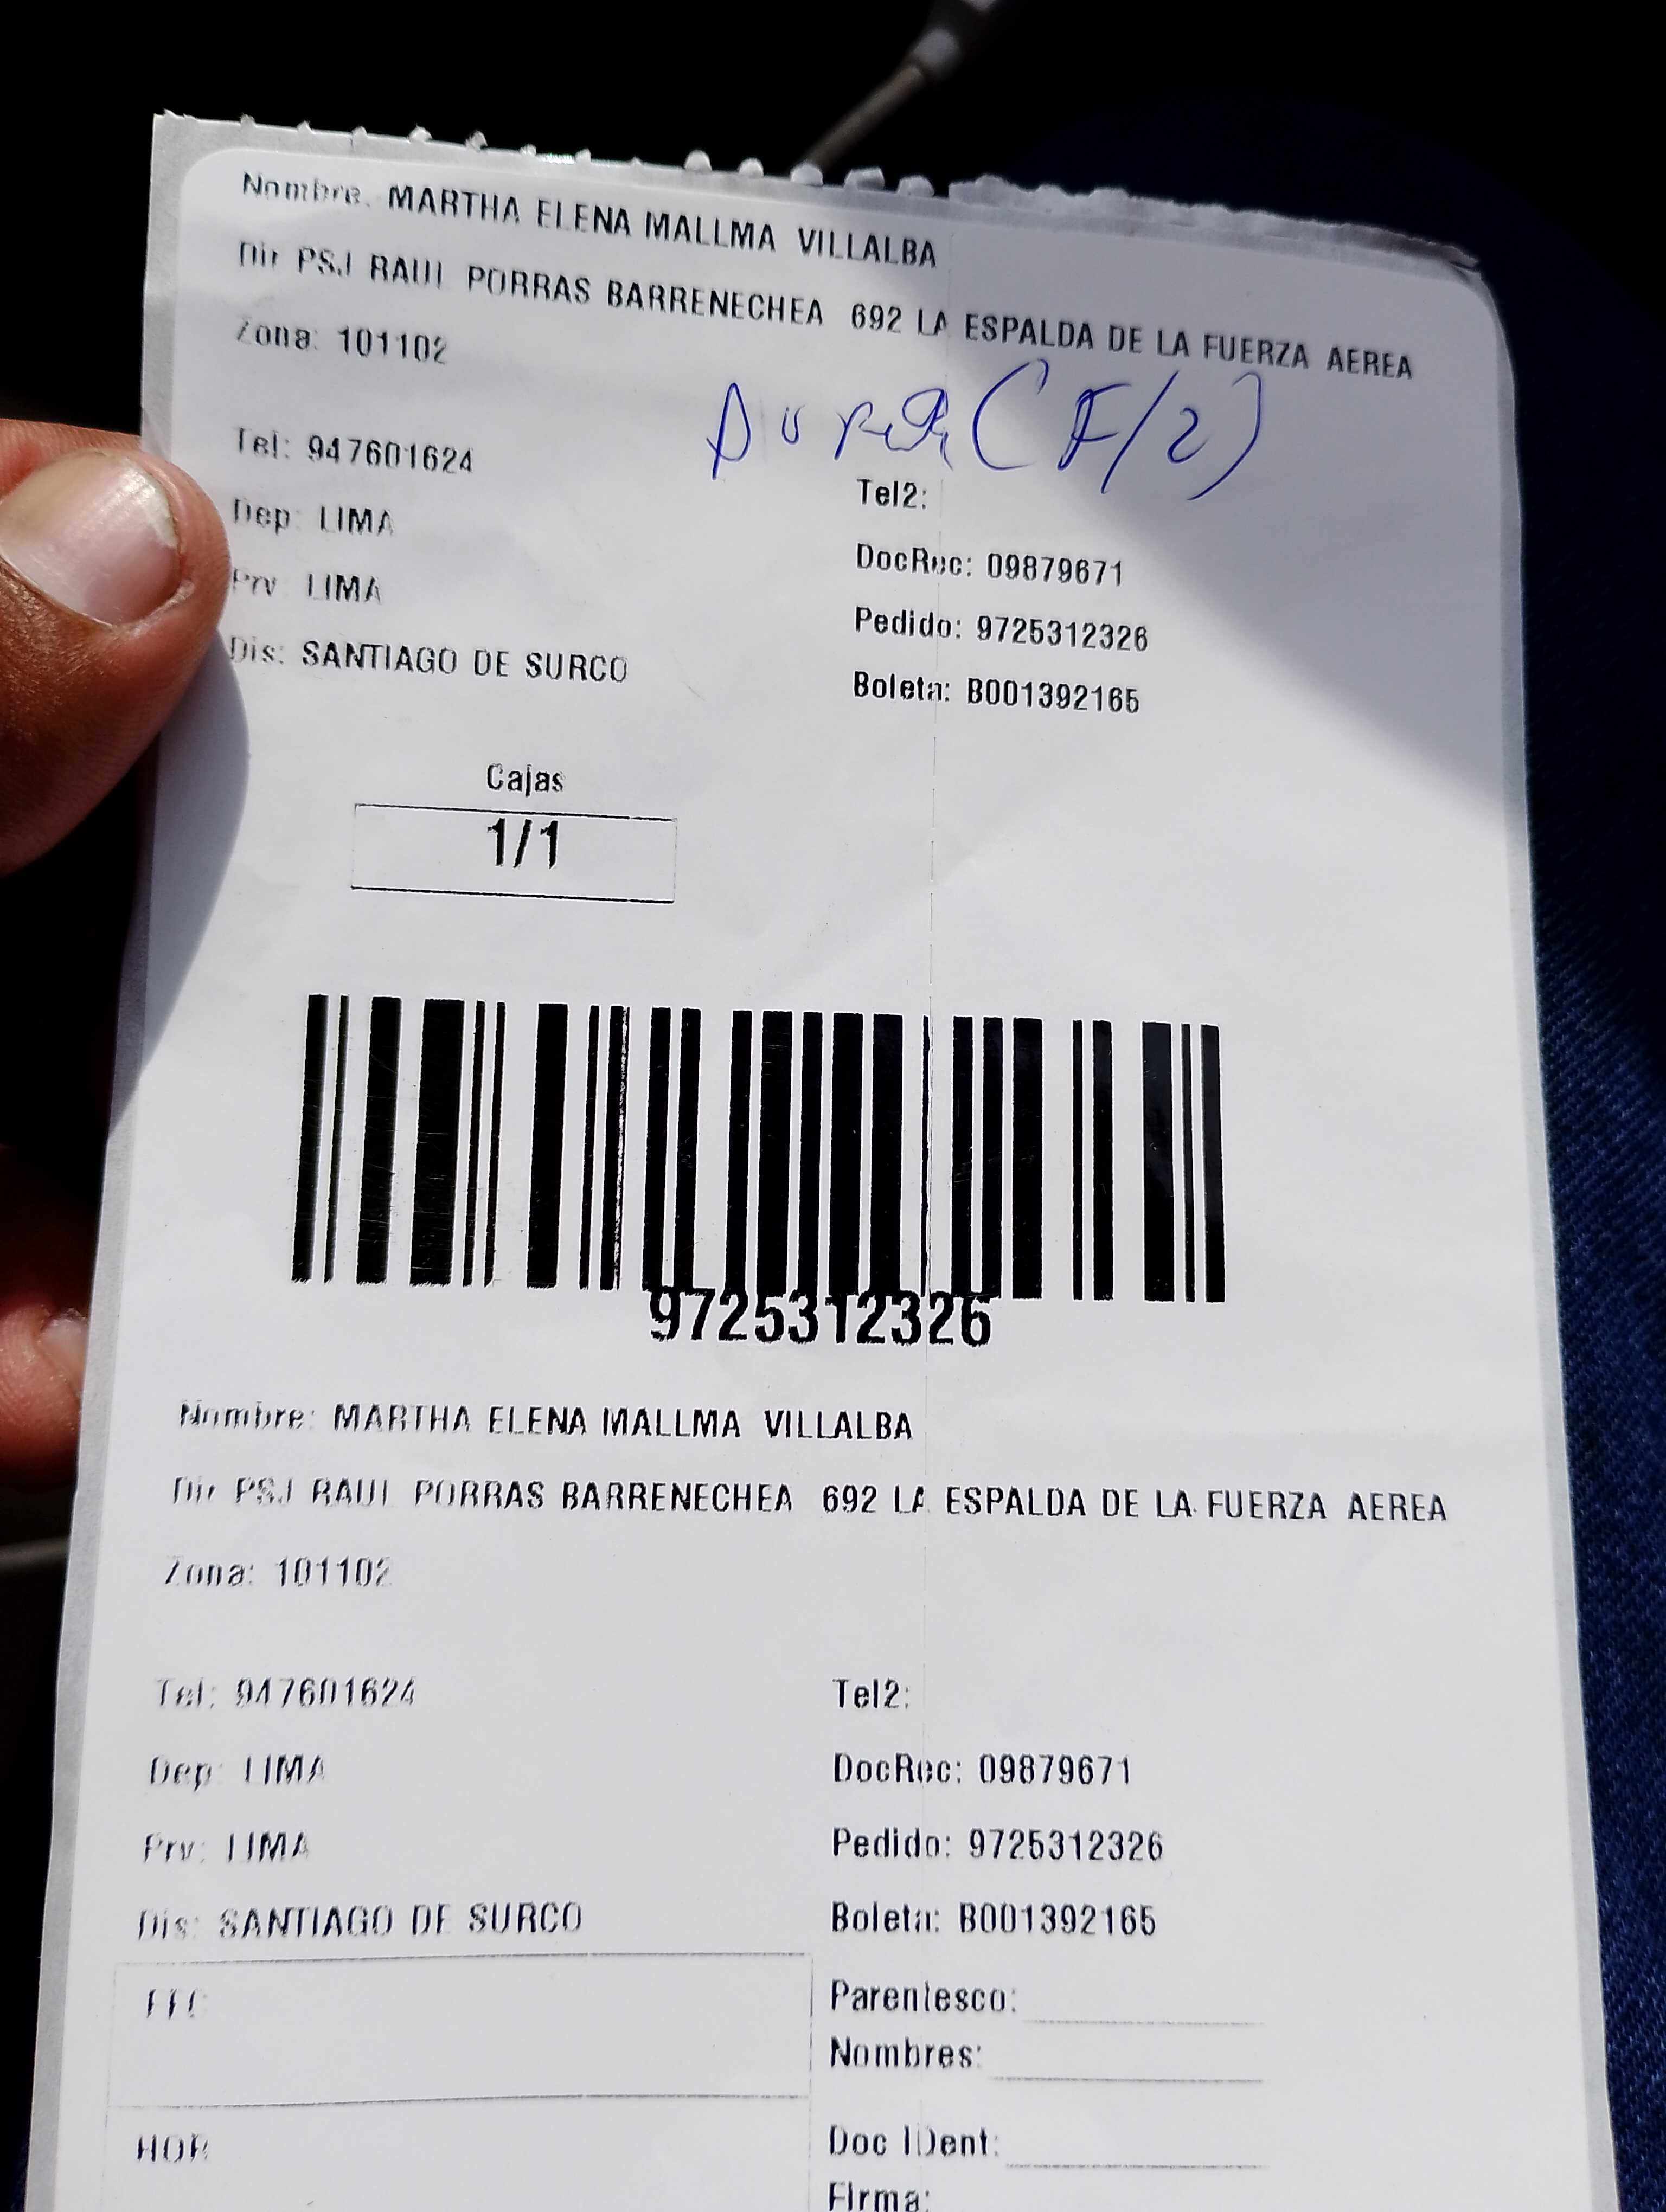 Nombre: MARTHA ELENA MALLMA VILLALBA
Dir PSJ RAUL PORRAS BARRENECHEA 692 LA ESPALDA DE LA FUERZA AEREA
Zona: 101102
(F/2)
Tel: 947601624
Tel2:
Dep: LIMA
DocRec: 09879671
Prv LIMA
Pedido: 9725312326
Dis: SANTIAGO DE SURCO
Boleta: B001392165
Cajas
1/1
9725312326
Nombre: MARTHA ELENA MALLMA VILLALBA
Dir PSJ RAUL PORRAS BARRENECHEA 692 LA ESPALDA DE LA FUERZA AEREA
Zona: 101102
Tel: 947601624
Tel2:
Dep: LIMA
DocRec: 09879671
Prv: LIMA
Pedido: 9725312326
Dis: SANTIAGO DE SURCO
Boleta: B001392165
Parentesco:
Nombres:
HOR
Doc IDent:
Firma: